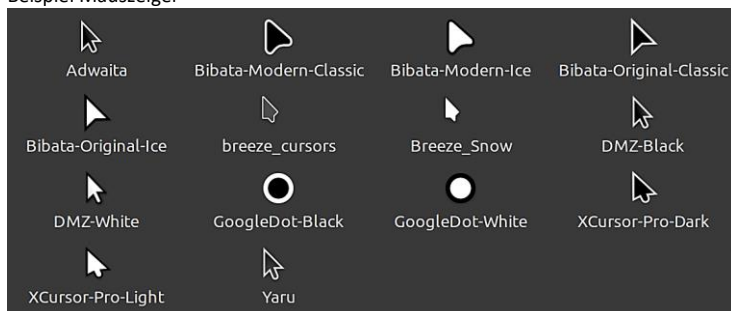 Beispiel Mauszeiger
Adwaita Bibata-Modern-Classic Bibata-Modern-Ice Bibata-Original-Classic
Bibata-Original-Ice breeze_cursors Breeze_Snow DMZ-Black
DMZ-White GoogleDot-Black GoogleDot-White XCursor-Pro-Dark
XCursor-Pro-Light Yaru